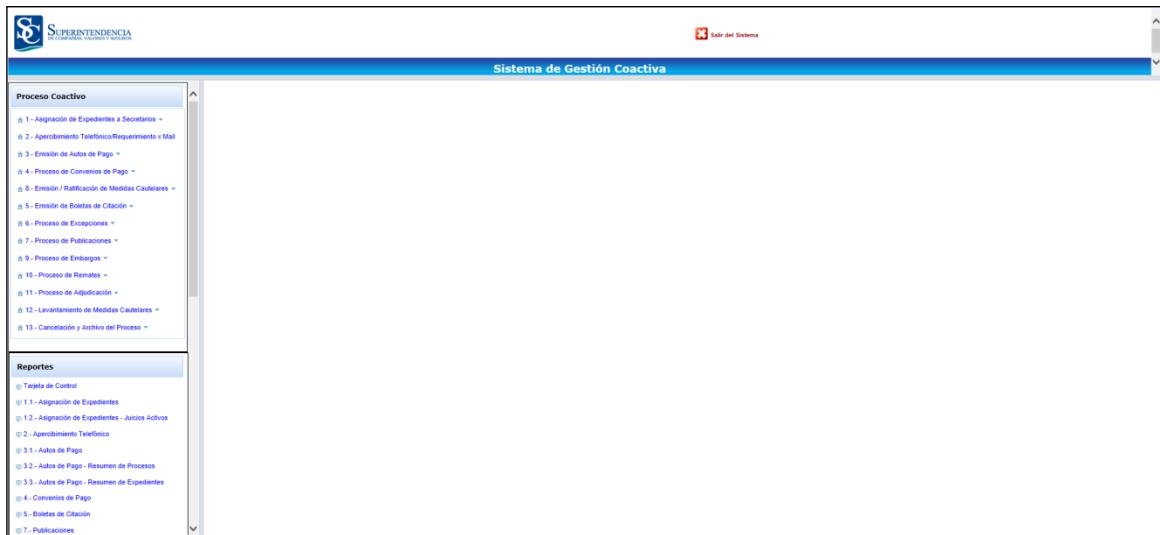 SC
SUPERINTENDENCIA
DE COMPAÑÍAS, VALORES Y SEGUROS
Salir del Sistema
Sistema de Gestión Coactiva
Proceso Coactivo
1.- Asignación de Expedientes a Secretarios
2.- Apercibimiento Telefónico/Requerimiento x Mail
3.- Emisión de Autos de Pago
4.- Proceso de Convenios de Pago
8.- Emisión / Ratificación de Medidas Cautelares
5.- Emisión de Boletas de Citación
6.- Proceso de Excepciones
7.- Proceso de Publicaciones
9.- Proceso de Embargos
10.- Proceso de Remates
11.- Proceso de Adjudicación
12.- Levantamiento de Medidas Cautelares
13.- Cancelación y Archivo del Proceso
Reportes
Tarjeta de Control
1.1.- Asignación de Expedientes
1.2.- Asignación de Expedientes - Juicios Activos
2.- Apercibimiento Telefónico
3.1.- Autos de Pago
3.2.- Autos de Pago - Resumen de Procesos
3.3.- Autos de Pago - Resumen de Expedientes
4.- Convenios de Pago
5.- Boletas de Citación
7.- Publicaciones